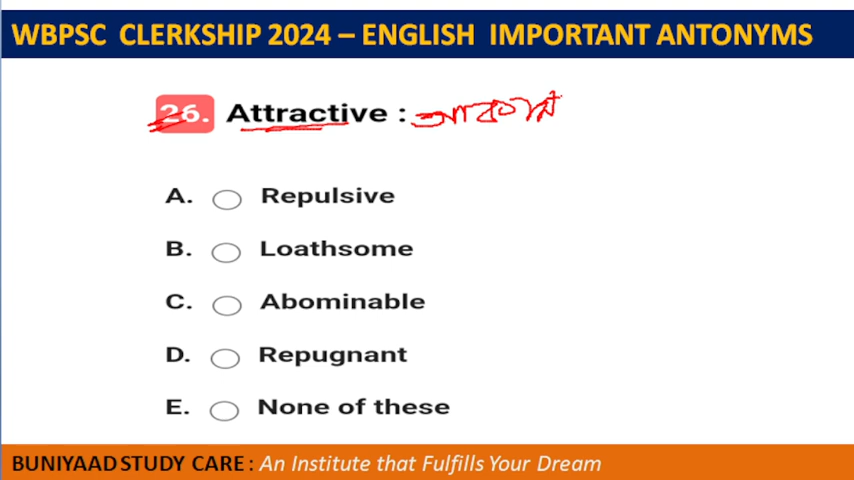 WBPSC CLERKSHIP 2024 – ENGLISH IMPORTANT ANTONYMS
26. Attractive :
A. Repulsive
B. Loathsome
C. Abominable
D. Repugnant
E. None of these
BUNIYAAD STUDY CARE : An Institute that Fulfills Your Dream